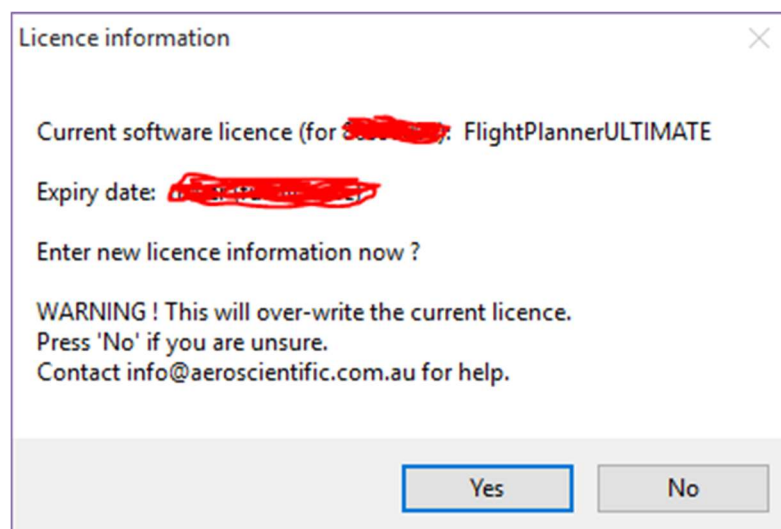 Licence information
Current software licence (for ): FlightPlannerULTIMATE
Expiry date:
Enter new licence information now ?
WARNING ! This will over-write the current licence.
Press 'No' if you are unsure.
Contact info@aeroscientific.com.au for help.
Yes
No